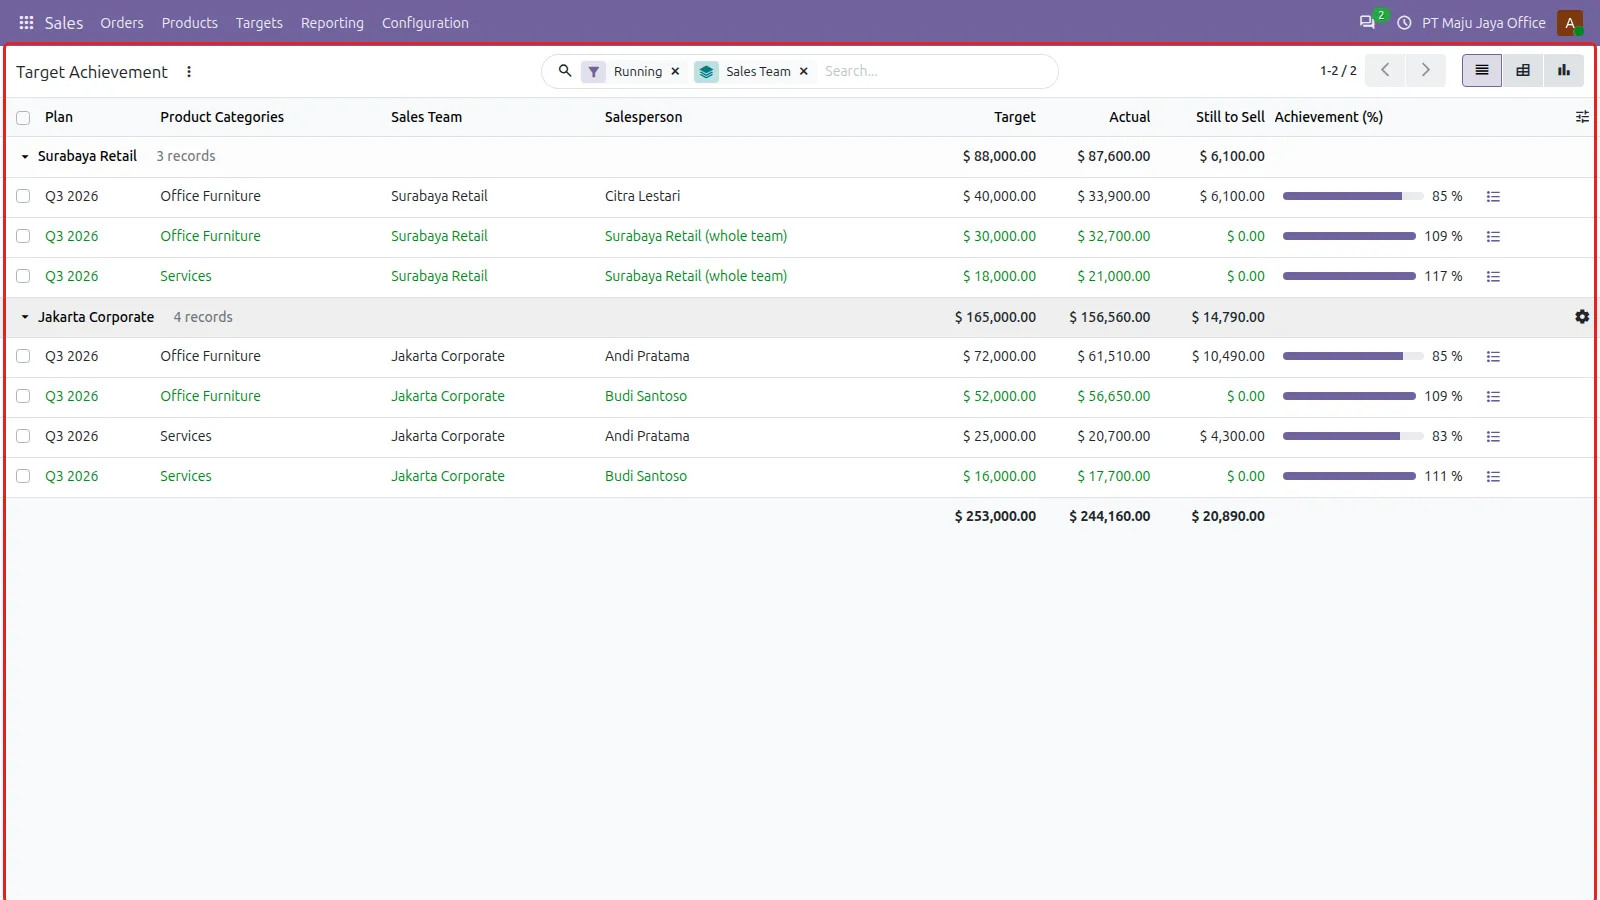 Sales Orders Products Targets Reporting Configuration 2 PT Maju Jaya Office A
Target Achievement Running Sales Team Search... 1-2 / 2
Plan Product Categories Sales Team Salesperson Target Actual Still to Sell Achievement (%)
Surabaya Retail 3 records $ 88,000.00 $ 87,600.00 $ 6,100.00
Q3 2026 Office Furniture Surabaya Retail Citra Lestari $ 40,000.00 $ 33,900.00 $ 6,100.00 85 %
Q3 2026 Office Furniture Surabaya Retail Surabaya Retail (whole team) $ 30,000.00 $ 32,700.00 $ 0.00 109 %
Q3 2026 Services Surabaya Retail Surabaya Retail (whole team) $ 18,000.00 $ 21,000.00 $ 0.00 117 %
Jakarta Corporate 4 records $ 165,000.00 $ 156,560.00 $ 14,790.00
Q3 2026 Office Furniture Jakarta Corporate Andi Pratama $ 72,000.00 $ 61,510.00 $ 10,490.00 85 %
Q3 2026 Office Furniture Jakarta Corporate Budi Santoso $ 52,000.00 $ 56,650.00 $ 0.00 109 %
Q3 2026 Services Jakarta Corporate Andi Pratama $ 25,000.00 $ 20,700.00 $ 4,300.00 83 %
Q3 2026 Services Jakarta Corporate Budi Santoso $ 16,000.00 $ 17,700.00 $ 0.00 111 %
$ 253,000.00 $ 244,160.00 $ 20,890.00